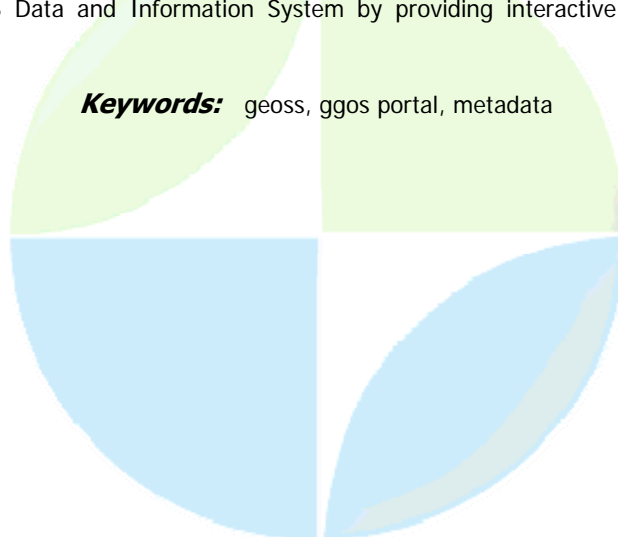 Data and Information System by providing interactive
Keywords: geoss, ggos portal, metadata